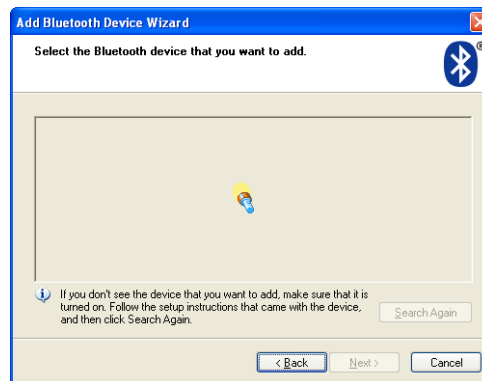 Add Bluetooth Device Wizard
Select the Bluetooth device that you want to add.
If you don't see the device that you want to add, make sure that it is
turned on. Follow the setup instructions that came with the device,
and then click Search Again.
Search Again
< Back Next > Cancel